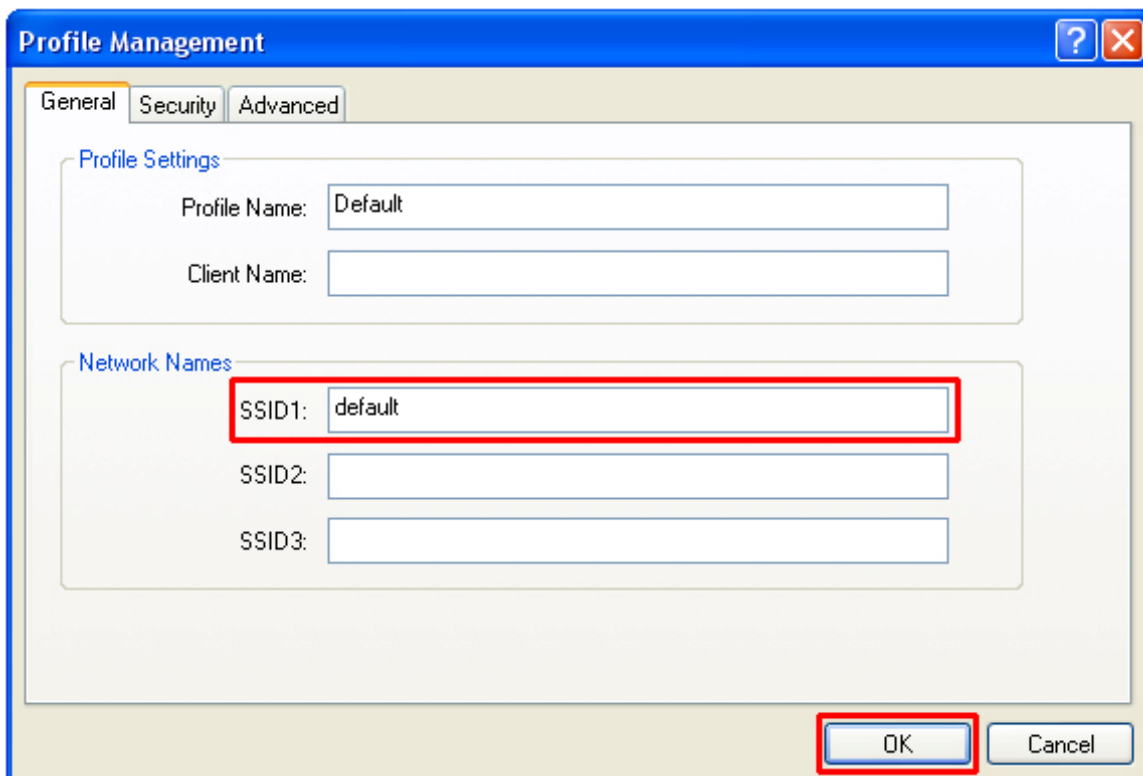 Profile Management
General Security Advanced
Profile Settings
Profile Name: Default
Client Name:
Network Names
SSID1: default
SSID2:
SSID3:
OK Cancel